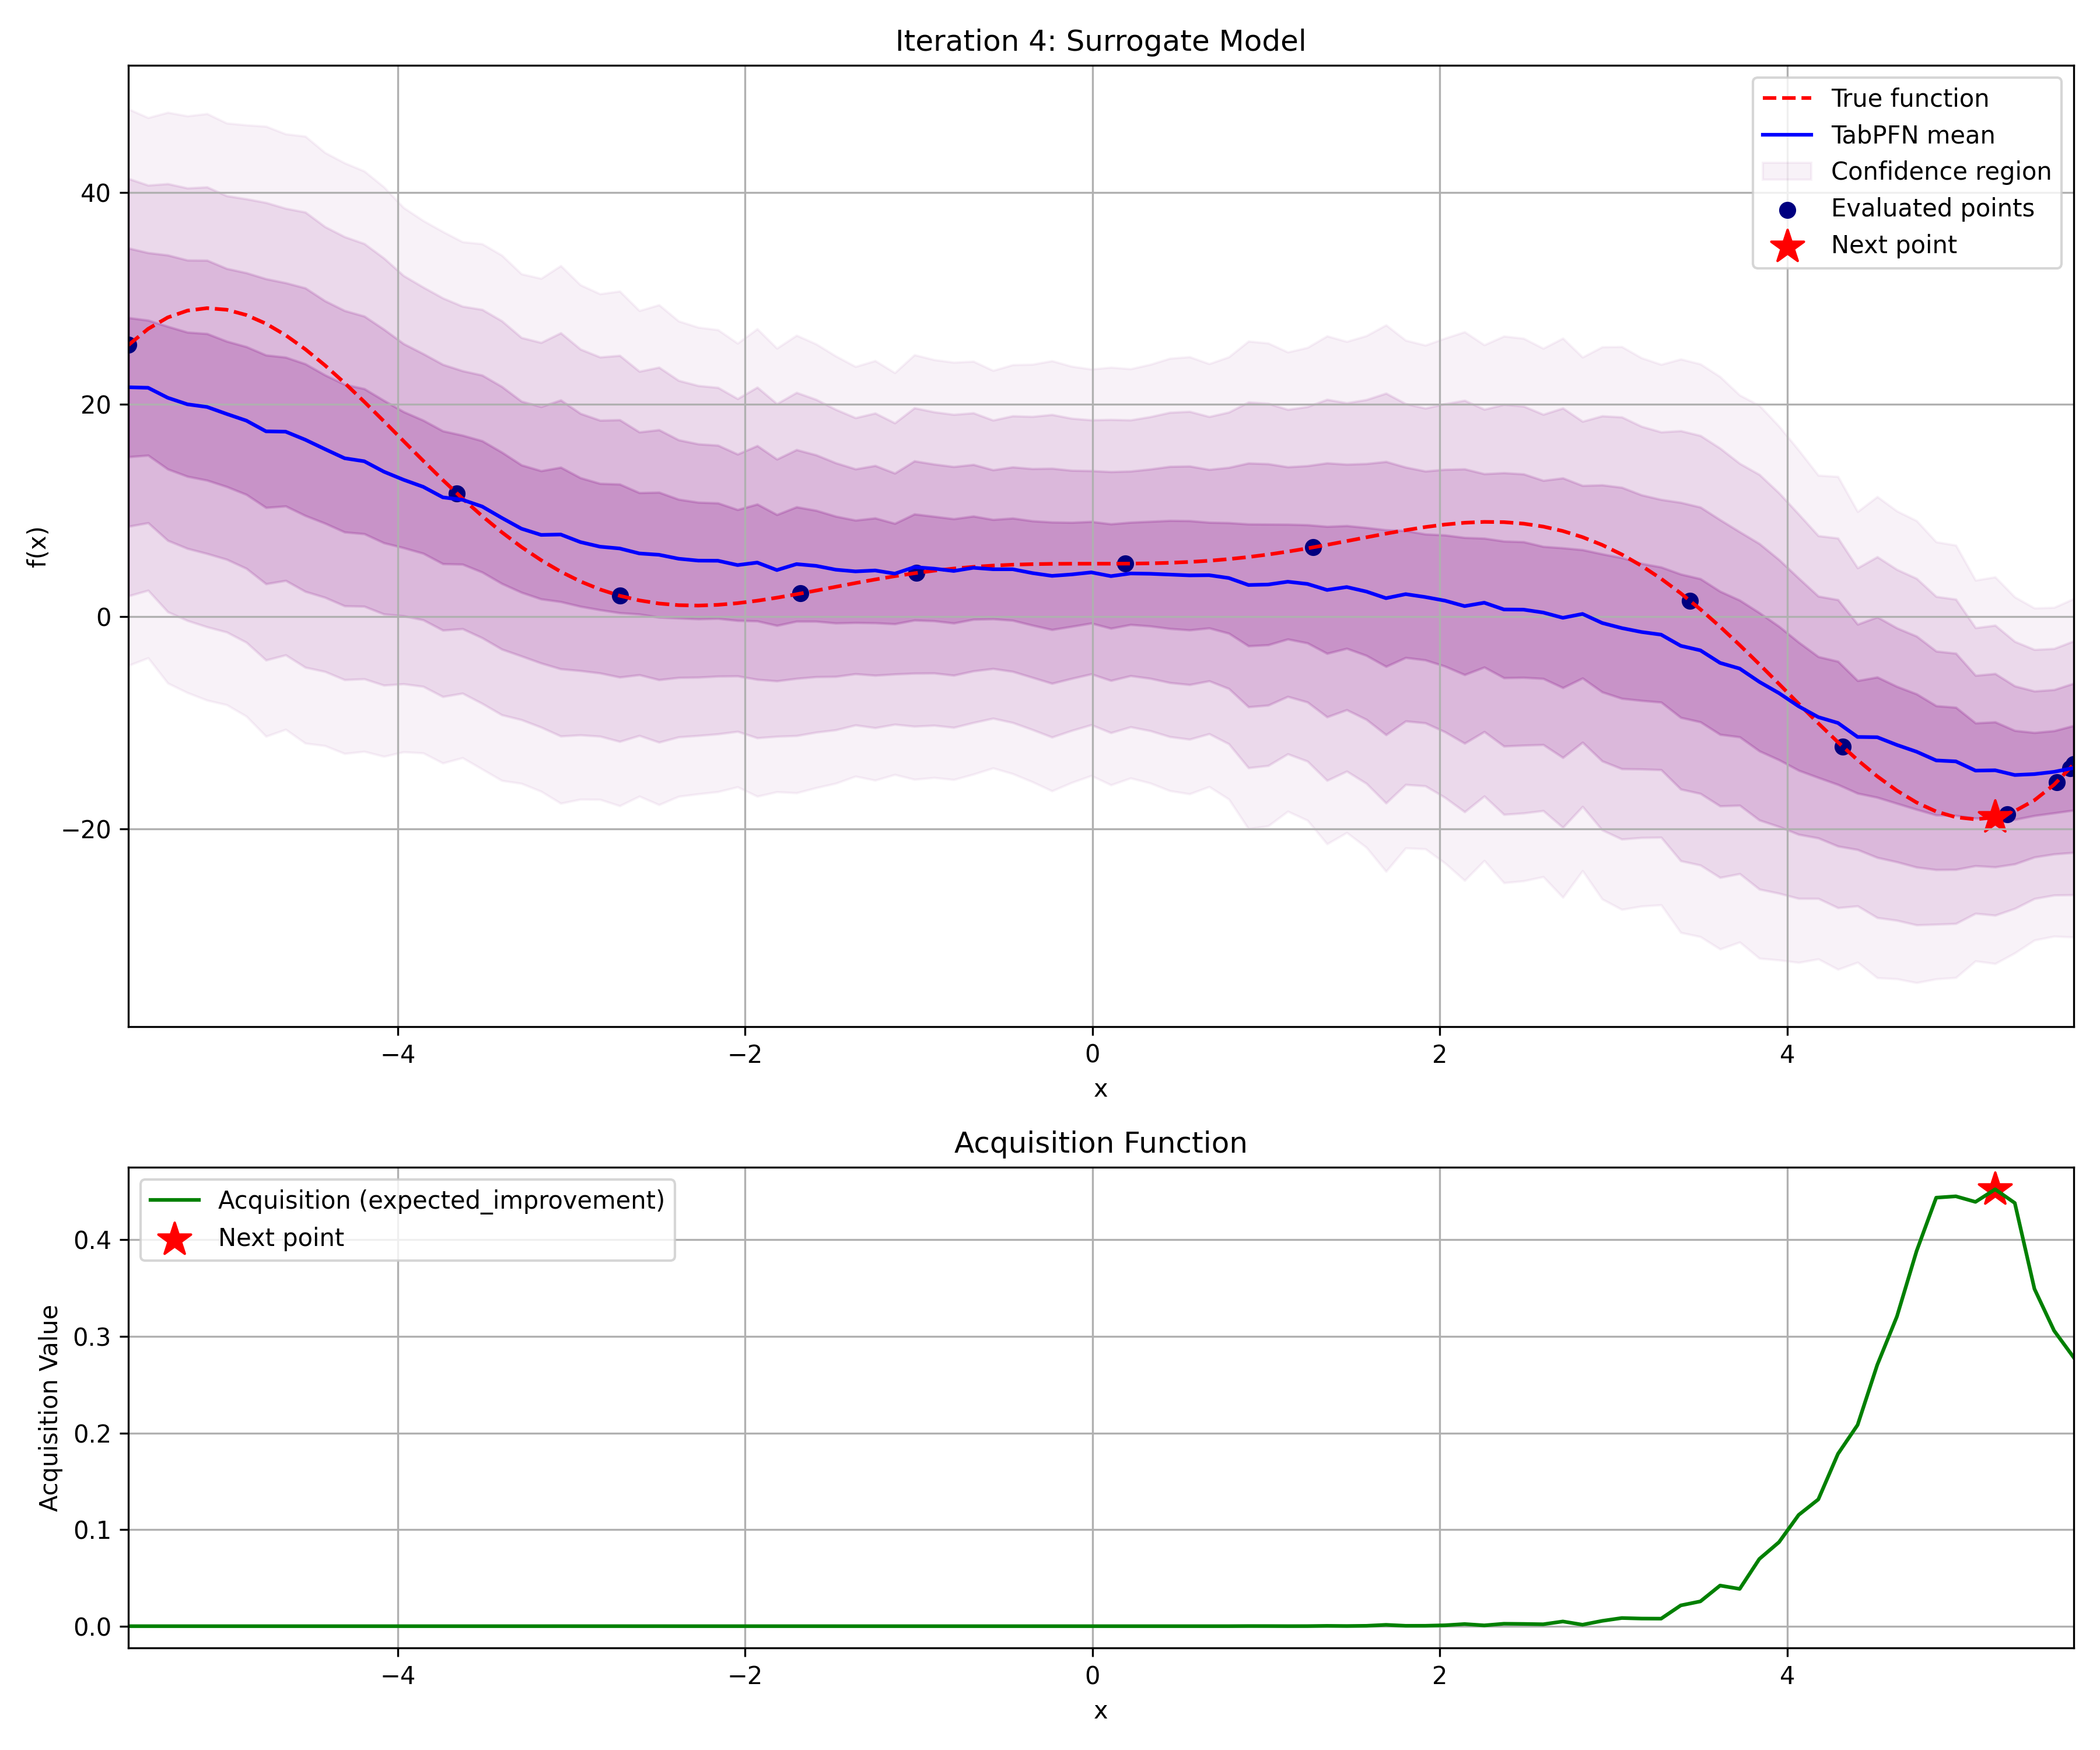 Iteration 4: Surrogate Model
True function
TabPFN mean
Confidence region
Evaluated points
Next point
f(x)
40
20
0
−20
−4
−2
0
2
4
x
Acquisition Function
Acquisition (expected_improvement)
Next point
Acquisition Value
0.4
0.3
0.2
0.1
0.0
−4
−2
0
2
4
x